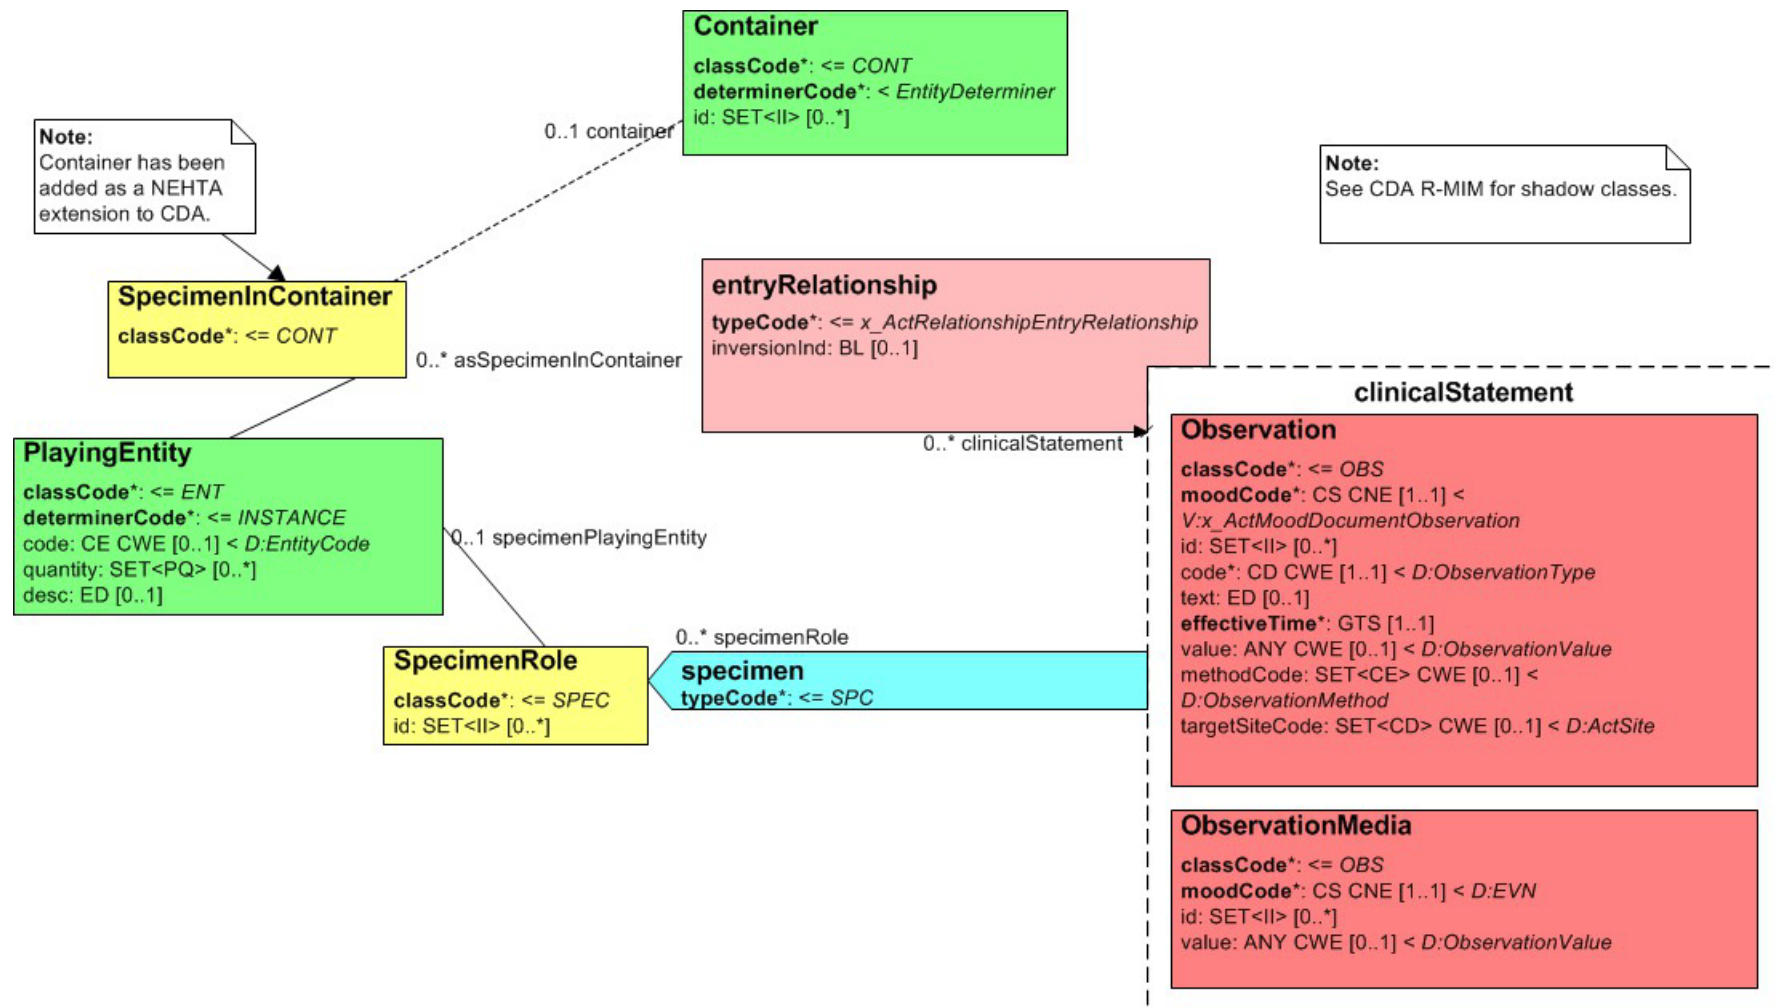 Container
classCode*: <= CONT
determinerCode*: < EntityDeterminer
id: SET<II> [0..*]
0..1 container
Note:
Container has been
added as a NEHTA
extension to CDA.
Note:
See CDA R-MIM for shadow classes.
SpecimenInContainer
classCode*: <= CONT
0..* asSpecimenInContainer
entryRelationship
typeCode*: <= x_ActRelationshipEntryRelationship
inversionInd: BL [0..1]
0..* clinicalStatement
clinicalStatement
PlayingEntity
classCode*: <= ENT
determinerCode*: <= INSTANCE
code: CE CWE [0..1] < D:EntityCode
quantity: SET<PQ> [0..*]
desc: ED [0..1]
0..1 specimenPlayingEntity
SpecimenRole
classCode*: <= SPEC
id: SET<II> [0..*]
0..* specimenRole
specimen
typeCode*: <= SPC
Observation
classCode*: <= OBS
moodCode*: CS CNE [1..1] <
V:x_ActMoodDocumentObservation
id: SET<II> [0..*]
code*: CD CWE [1..1] < D:ObservationType
text: ED [0..1]
effectiveTime*: GTS [1..1]
value: ANY CWE [0..1] < D:ObservationValue
methodCode: SET<CE> CWE [0..1] <
D:ObservationMethod
targetSiteCode: SET<CD> CWE [0..1] < D:ActSite
ObservationMedia
classCode*: <= OBS
moodCode*: CS CNE [1..1] < D:EVN
id: SET<II> [0..*]
value: ANY CWE [0..1] < D:ObservationValue